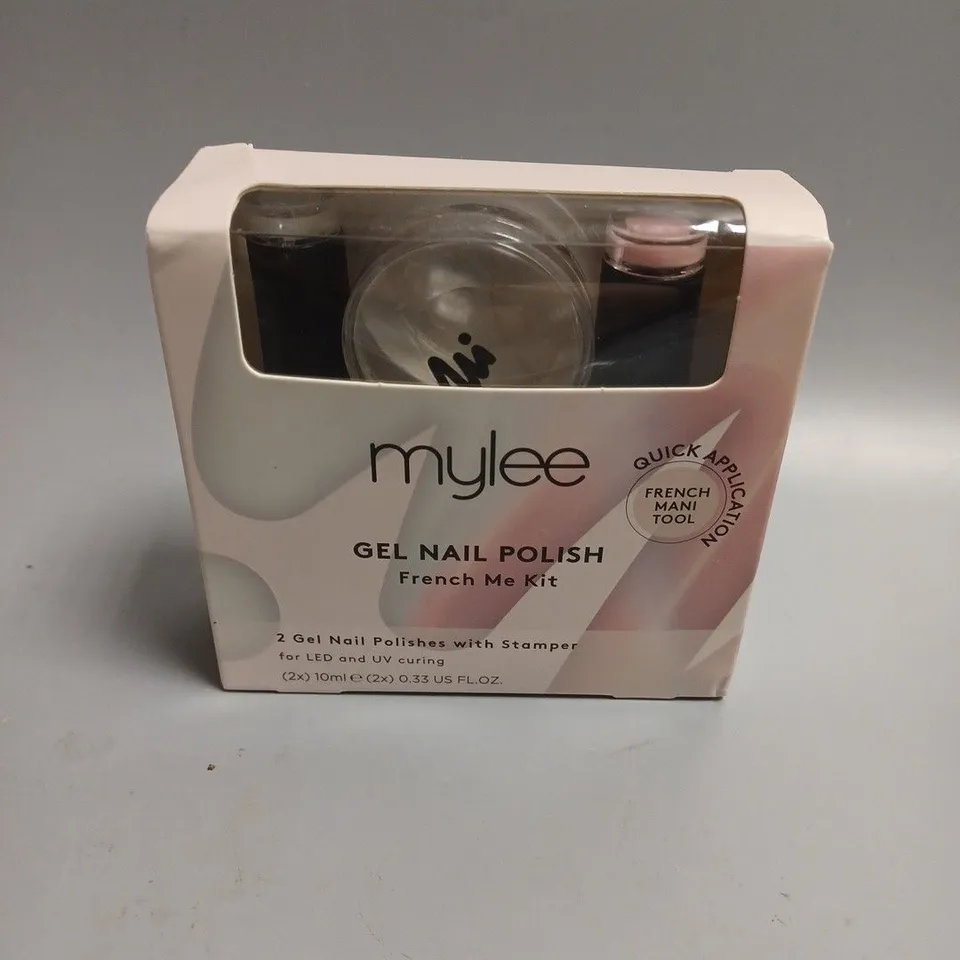 mylee
QUICK APPLICATION
FRENCH
MANI
TOOL
GEL NAIL POLISH
French Me Kit
2 Gel Nail Polishes with Stamper
for LED and UV curing
(2x) 10ml ℮ (2x) 0.33 US FL.OZ.